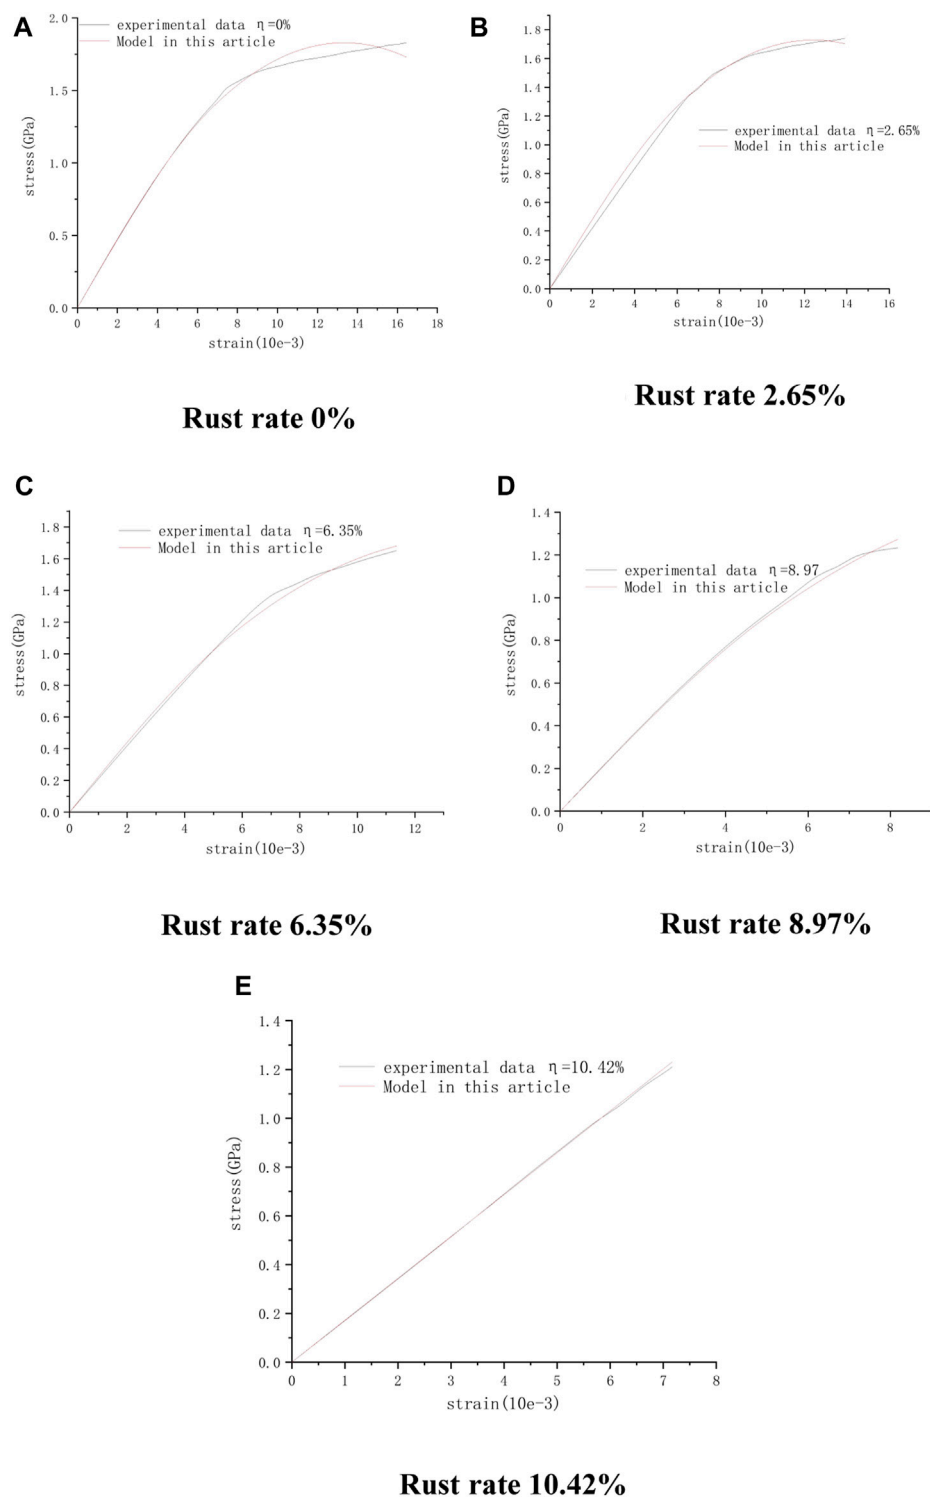 A
experimental data η=0%
Model in this article
2.0
1.5
1.0
0.5
0.0
stress(GPa)
0 2 4 6 8 10 12 14 16 18
strain(10e-3)
Rust rate 0%
B
1.8
1.6
1.4
1.2
1.0
0.8
0.6
0.4
0.2
0.0
stress(GPa)
experimental data η=2.65%
Model in this article
0 2 4 6 8 10 12 14 16
strain(10e-3)
Rust rate 2.65%
C
experimental data η=6.35%
Model in this article
1.8
1.6
1.4
1.2
1.0
0.8
0.6
0.4
0.2
0.0
stress(GPa)
0 2 4 6 8 10 12
strain(10e-3)
Rust rate 6.35%
D
1.4
1.2
1.0
0.8
0.6
0.4
0.2
0.0
stress(GPa)
experimental data η=8.97
Model in this article
0 2 4 6 8
strain(10e-3)
Rust rate 8.97%
E
1.4
1.2
1.0
0.8
0.6
0.4
0.2
0.0
stress(GPa)
experimental data η=10.42%
Model in this article
0 1 2 3 4 5 6 7 8
strain(10e-3)
Rust rate 10.42%